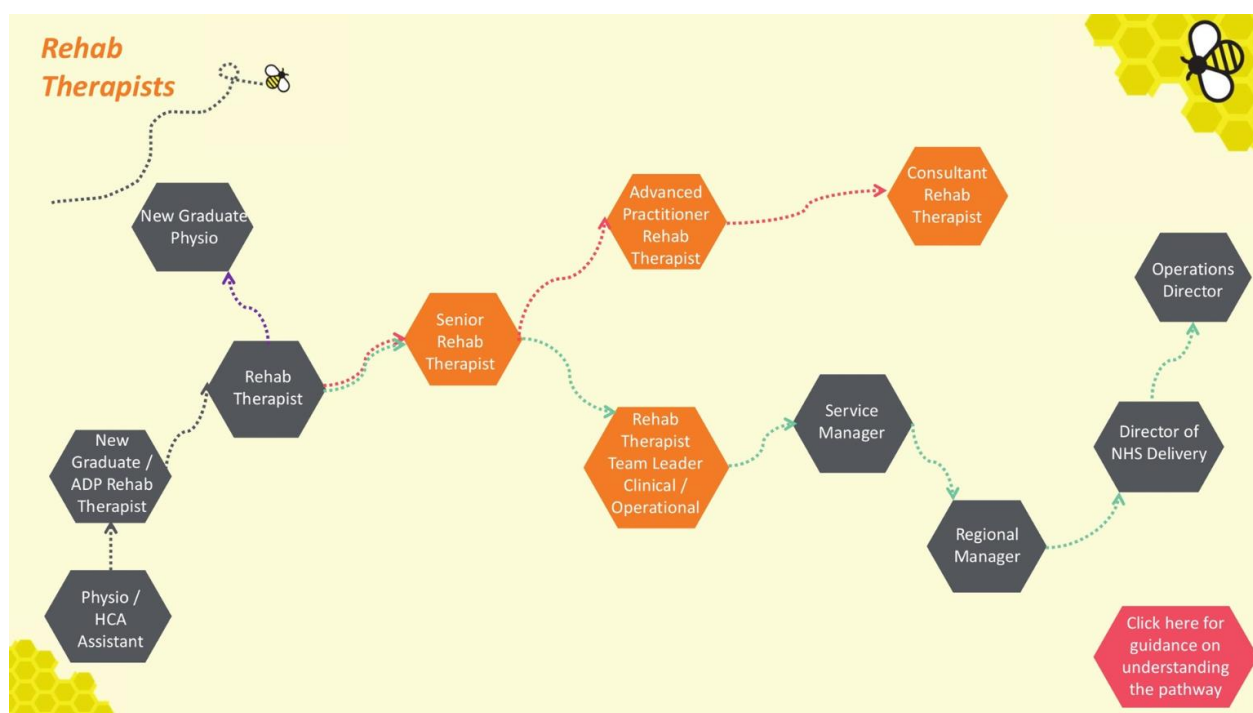 Rehab
Therapists
New Graduate
Physio
Advanced
Practitioner
Rehab
Therapist
Consultant
Rehab
Therapist
Operations
Director
Senior
Rehab
Therapist
Rehab
Therapist
Rehab
Therapist
Team Leader
Clinical /
Operational
Service
Manager
Director of
NHS Delivery
New
Graduate /
ADP Rehab
Therapist
Regional
Manager
Physio /
HCA
Assistant
Click here for
guidance on
understanding
the pathway